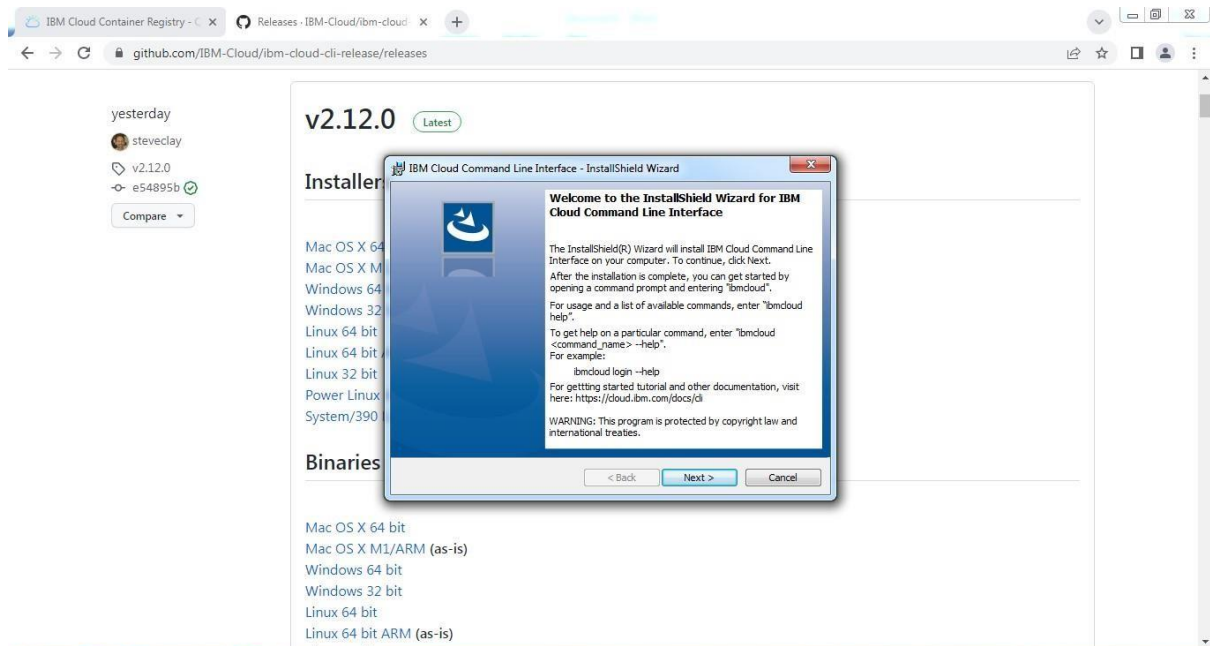 IBM Cloud Container Registry - C
Releases · IBM-Cloud/ibm-cloud-
github.com/IBM-Cloud/ibm-cloud-cli-release/releases
yesterday
steveclay
v2.12.0
e54895b
Compare
v2.12.0 Latest
Installers
Mac OS X 64
Mac OS X M
Windows 64
Windows 32
Linux 64 bit
Linux 64 bit
Linux 32 bit
Power Linux
System/390
Binaries
Mac OS X 64 bit
Mac OS X M1/ARM (as-is)
Windows 64 bit
Windows 32 bit
Linux 64 bit
Linux 64 bit ARM (as-is)
IBM Cloud Command Line Interface - InstallShield Wizard
Welcome to the InstallShield Wizard for IBM
Cloud Command Line Interface
The InstallShield(R) Wizard will install IBM Cloud Command Line
Interface on your computer. To continue, click Next.
After the installation is complete, you can get started by
opening a command prompt and entering "ibmcloud".
For usage and a list of available commands, enter "ibmcloud
help".
To get help on a particular command, enter "ibmcloud
<command_name> --help".
For example:
ibmcloud login --help
For gettting started tutorial and other documentation, visit
here: https://cloud.ibm.com/docs/cli
WARNING: This program is protected by copyright law and
international treaties.
< Back
Next >
Cancel